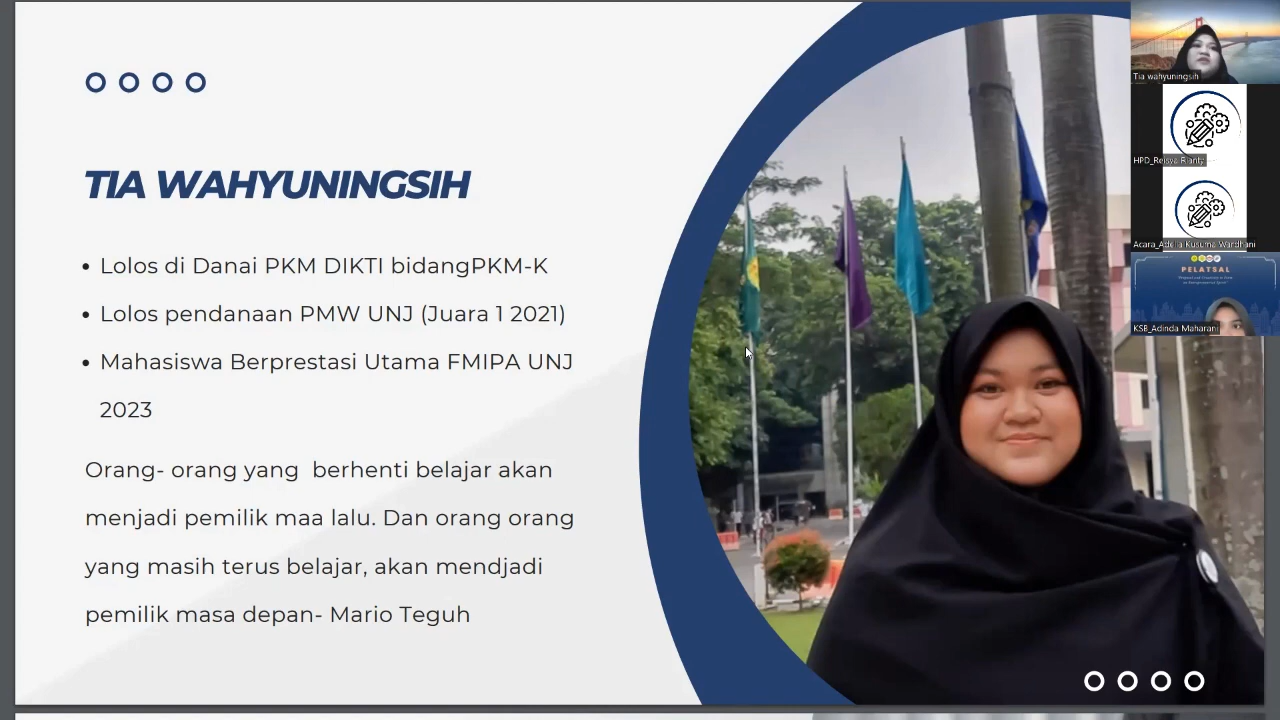 TIA WAHYUNINGSIH
Lolos di Danai PKM DIKTI bidangPKM-K
Lolos pendanaan PMW UNJ (Juara 1 2021)
Mahasiswa Berprestasi Utama FMIPA UNJ
2023
Orang- orang yang berhenti belajar akan
menjadi pemilik maa lalu. Dan orang orang
yang masih terus belajar, akan mendjadi
pemilik masa depan- Mario Teguh
Tia wahyuningsih
HPD_Reisya Rianty
Acara_Adelia Kusuma Wardhani
PELATSAL
KSB_Adinda Maharani